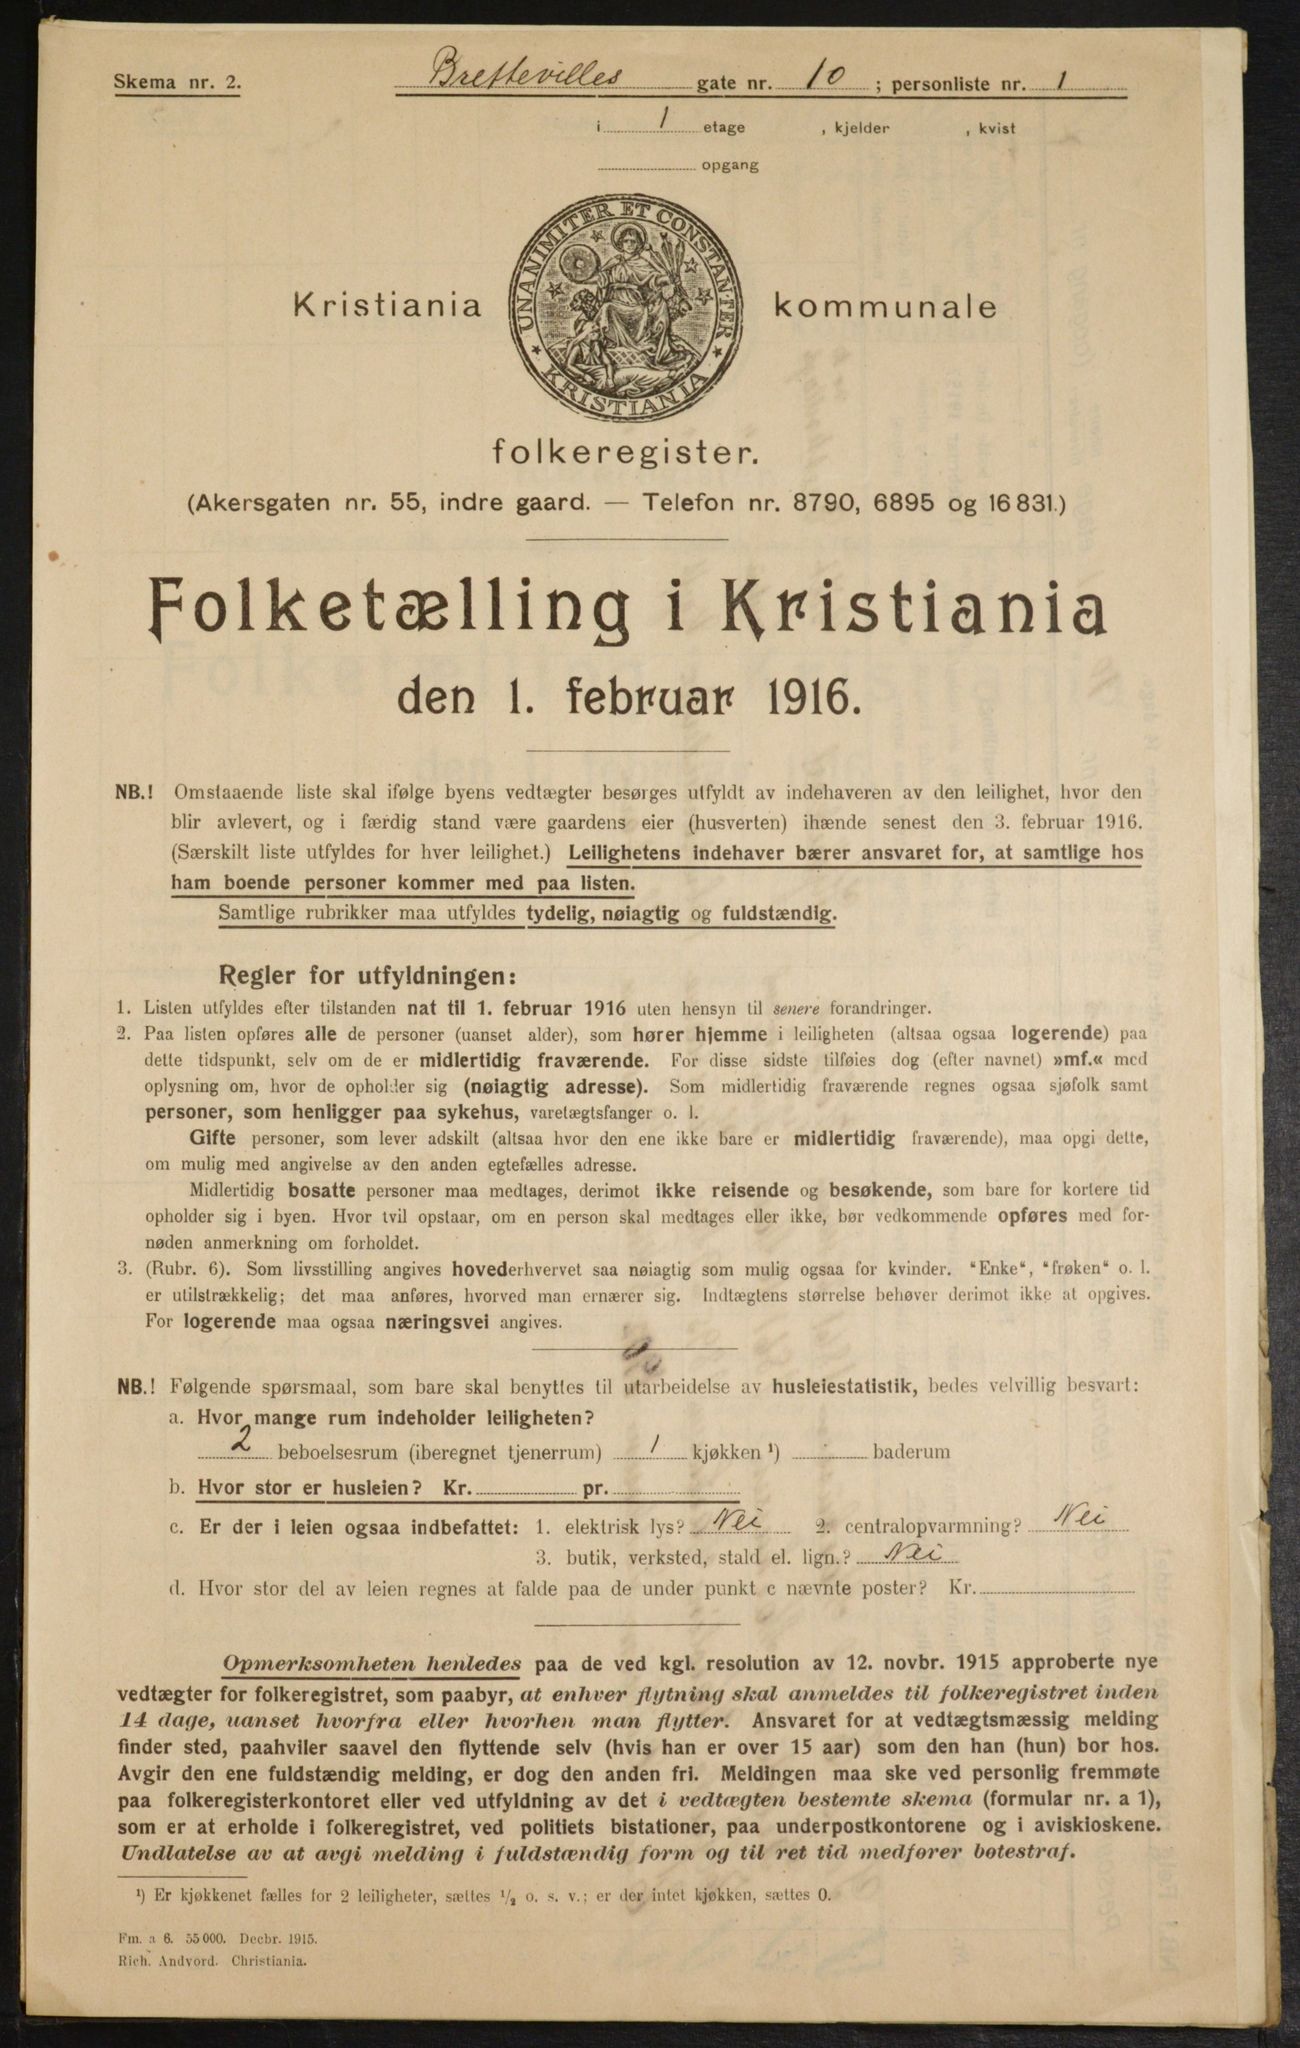 Skema nr. 2.
Brettevilles gate nr. 10 ; personliste nr. 1
i 1 etage , kjelder , kvist
opgang
UNANIMITER ET CONSTANTER
KRISTIANIA
Kristiania kommunale
folkeregister.
(Akersgaten nr. 55, indre gaard. — Telefon nr. 8790, 6895 og 16 831.)
Folketælling i Kristiania
den 1. februar 1916.
NB.! Omstaaende liste skal ifølge byens vedtægter besørges utfyldt av indehaveren av den leilighet, hvor den
blir avlevert, og i færdig stand være gaardens eier (husverten) ihænde senest den 3. februar 1916.
(Særskilt liste utfyldes for hver leilighet.) Leilighetens indehaver bærer ansvaret for, at samtlige hos
ham boende personer kommer med paa listen.
Samtlige rubrikker maa utfyldes tydelig, nøiagtig og fuldstændig.
Regler for utfyldningen:
1. Listen utfyldes efter tilstanden nat til 1. februar 1916 uten hensyn til senere forandringer.
2. Paa listen opføres alle de personer (uanset alder), som hører hjemme i leiligheten (altsaa ogsaa logerende) paa
dette tidspunkt, selv om de er midlertidig fraværende. For disse sidste tilføies dog (efter navnet) »mf.« med
oplysning om, hvor de opholder sig (nøiagtig adresse). Som midlertidig fraværende regnes ogsaa sjøfolk samt
personer, som henligger paa sykehus, varetægtsfanger o. l.
Gifte personer, som lever adskilt (altsaa hvor den ene ikke bare er midlertidig fraværende), maa opgi dette,
om mulig med angivelse av den anden egtefælles adresse.
Midlertidig bosatte personer maa medtages, derimot ikke reisende og besøkende, som bare for kortere tid
opholder sig i byen. Hvor tvil opstaar, om en person skal medtages eller ikke, bør vedkommende opføres med for-
nøden anmerkning om forholdet.
3. (Rubr. 6). Som livsstilling angives hovederhvervet saa nøiagtig som mulig ogsaa for kvinder. "Enke", "frøken" o. l.
er utilstrækkelig; det maa anføres, hvorved man ernærer sig. Indtægtens størrelse behøver derimot ikke at opgives.
For logerende maa ogsaa næringsvei angives.
NB.! Følgende spørsmaal, som bare skal benyttes til utarbeidelse av husleiestatistik, bedes velvillig besvart:
a. Hvor mange rum indeholder leiligheten?
2 beboelsesrum (iberegnet tjenerrum) 1 kjøkken ¹) - baderum
b. Hvor stor er husleien? Kr. pr.
c. Er der i leien ogsaa indbefattet: 1. elektrisk lys? Nei 2. centralopvarmning? Nei
3. butik, verksted, stald el. lign.? Nei
d. Hvor stor del av leien regnes at falde paa de under punkt c nævnte poster? Kr.
Opmerksomheten henledes paa de ved kgl. resolution av 12. novbr. 1915 approberte nye
vedtægter for folkeregistret, som paabyr, at enhver flytning skal anmeldes til folkeregistret inden
14 dage, uanset hvorfra eller hvorhen man flytter. Ansvaret for at vedtægtsmæssig melding
finder sted, paahviler saavel den flyttende selv (hvis han er over 15 aar) som den han (hun) bor hos.
Avgir den ene fuldstændig melding, er dog den anden fri. Meldingen maa ske ved personlig fremmøte
paa folkeregisterkontoret eller ved utfyldning av det i vedtægten bestemte skema (formular nr. a 1),
som er at erholde i folkeregistret, ved politiets bistationer, paa underpostkontorene og i aviskioskene.
Undlatelse av at avgi melding i fuldstændig form og til ret tid medfører bøtestraf.
¹) Er kjøkkenet fælles for 2 leiligheter, sættes ½ o. s. v.; er der intet kjøkken, sættes 0.
Fm. a 6. 55 000. Decbr. 1915.
Rich. Andvord. Christiania.